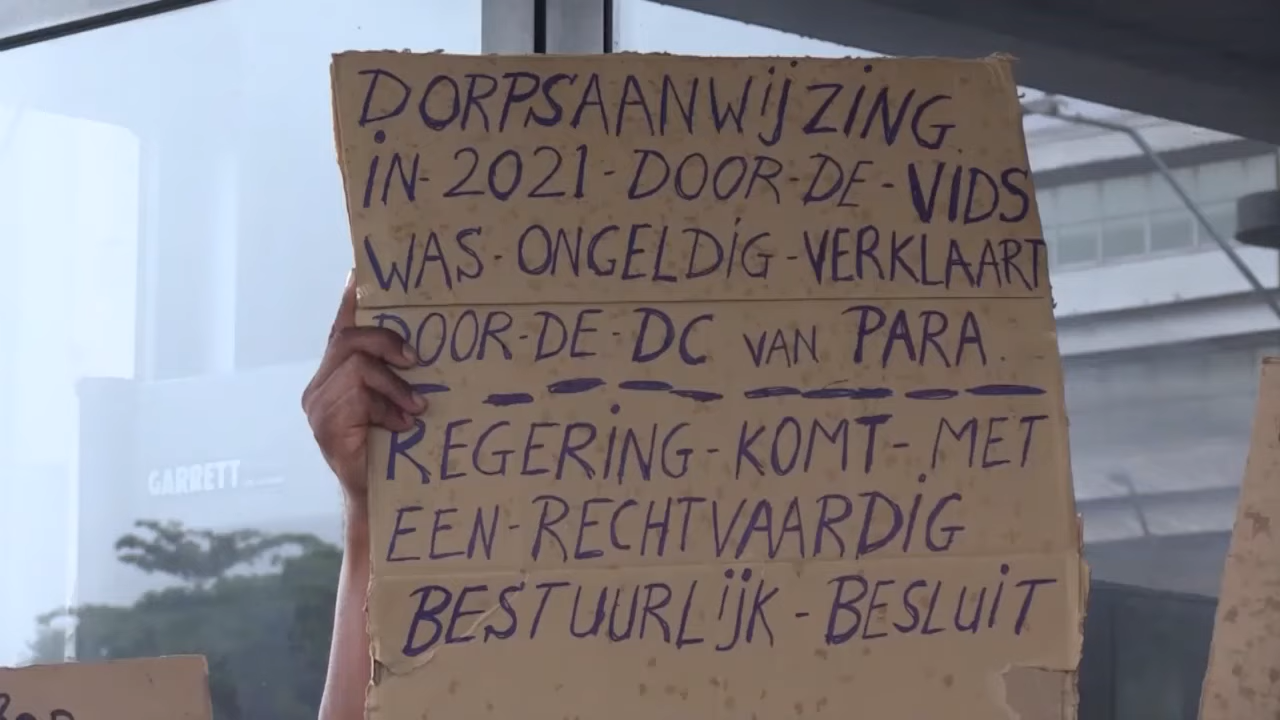 DORPSAANWIJZING
IN-2021-DOOR-DE-VIDS
WAS-ONGELDIG-VERKLAART
DOOR-DE-DC VAN PARA.
REGERING-KOMT-MET
EEN-RECHTVAARDIG
BESTUURLIJK-BESLUIT
GARRETT